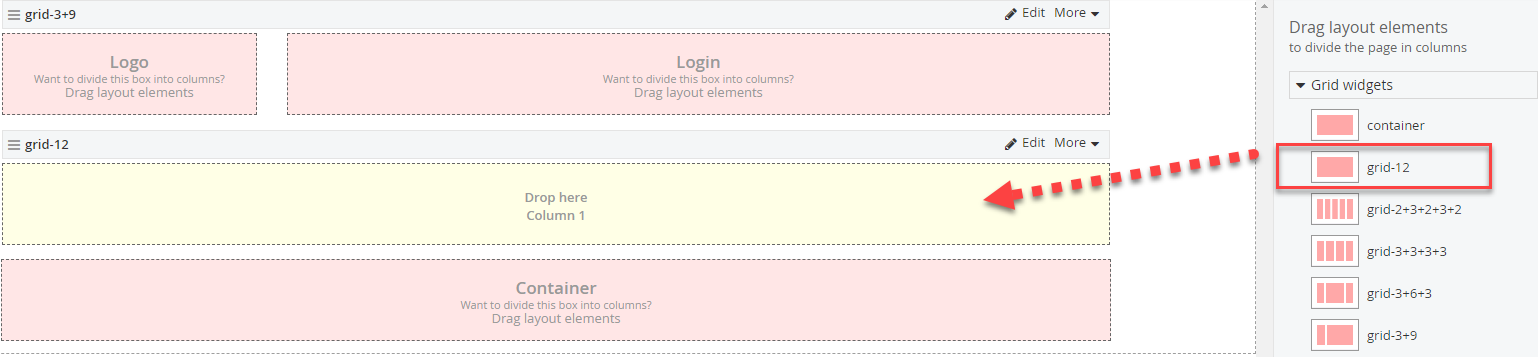 grid-3+9
Edit More
Logo
Want to divide this box into columns?
Drag layout elements
Login
Want to divide this box into columns?
Drag layout elements
grid-12
Edit More
Drop here
Column 1
Container
Want to divide this box into columns?
Drag layout elements
Drag layout elements
to divide the page in columns
Grid widgets
container
grid-12
grid-2+3+2+3+2
grid-3+3+3+3
grid-3+6+3
grid-3+9